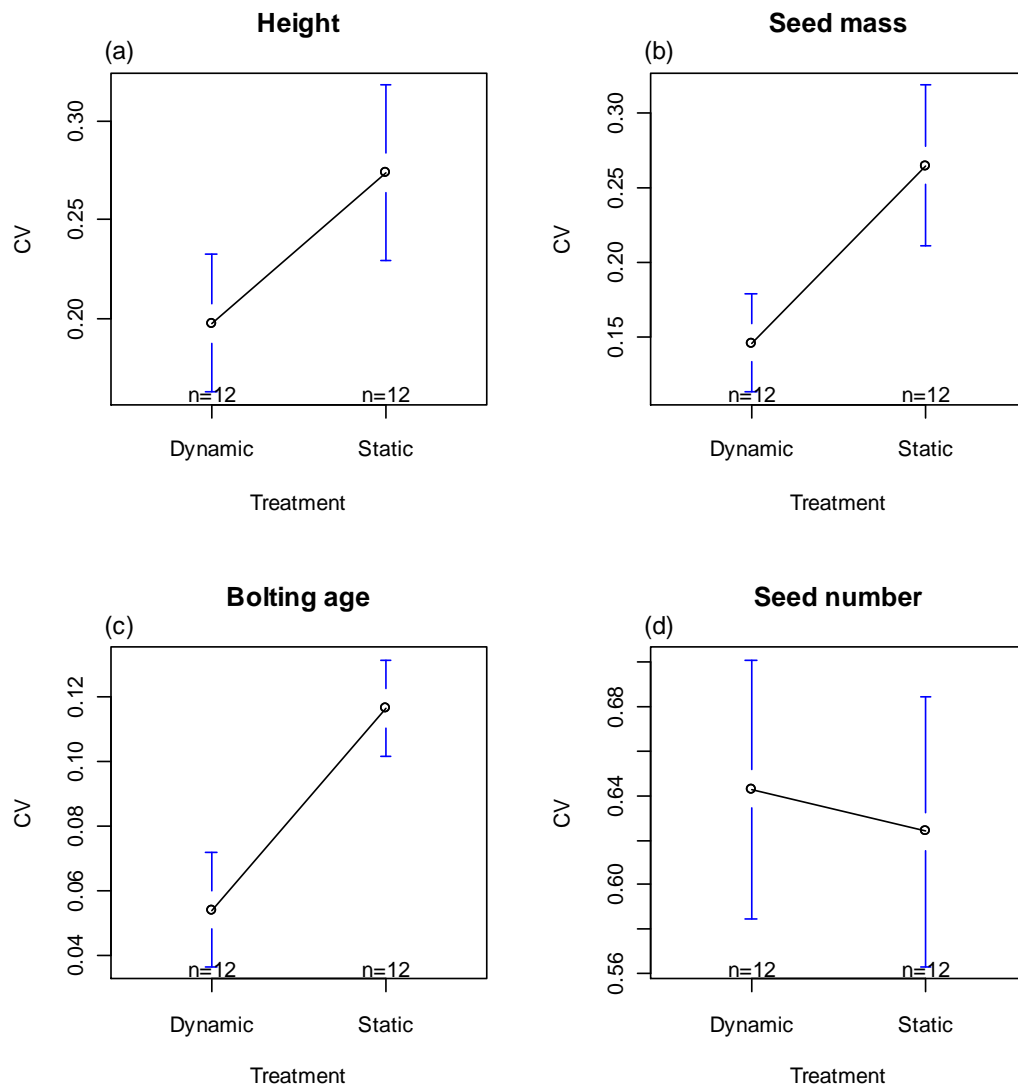 Height
(a)
CV
0.30
0.25
0.20
n=12
n=12
Dynamic
Static
Treatment
Seed mass
(b)
CV
0.30
0.25
0.20
0.15
n=12
n=12
Dynamic
Static
Treatment
Bolting age
(c)
CV
0.12
0.10
0.08
0.06
0.04
n=12
n=12
Dynamic
Static
Treatment
Seed number
(d)
CV
0.68
0.64
0.60
0.56
n=12
n=12
Dynamic
Static
Treatment